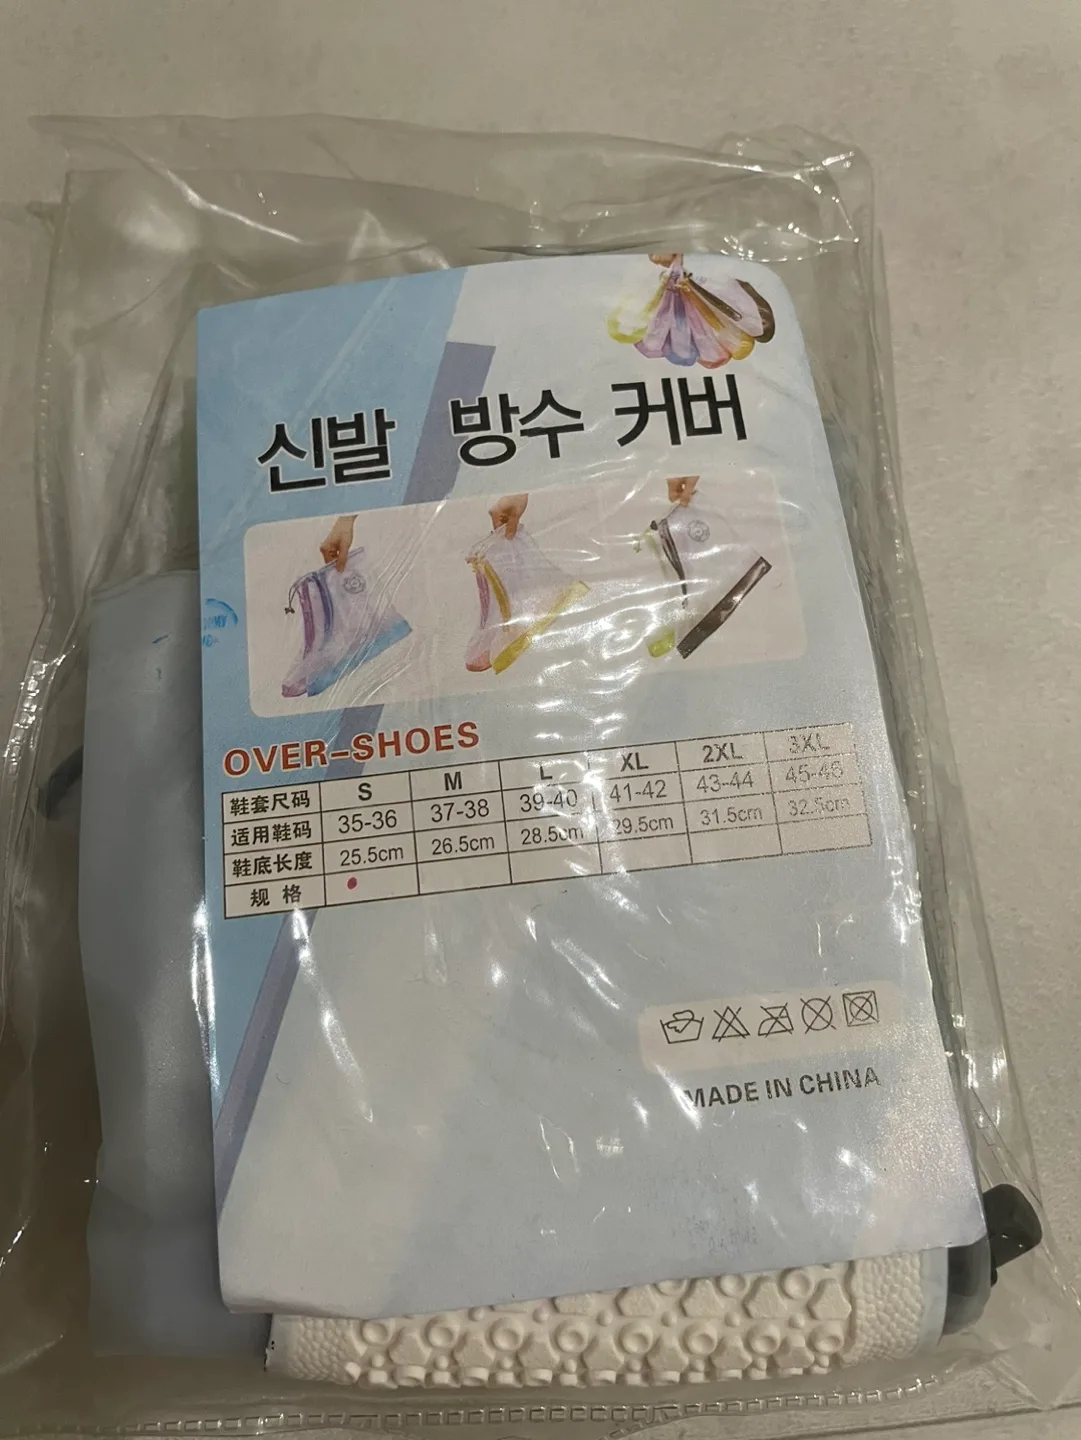 신발 방수 커버
OVER-SHOES
鞋套尺码 S M L XL 2XL 3XL
适用鞋码 35-36 37-38 39-40 41-42 43-44 45-46
鞋底长度 25.5cm 26.5cm 28.5cm 29.5cm 31.5cm 32.5cm
规 格
MADE IN CHINA